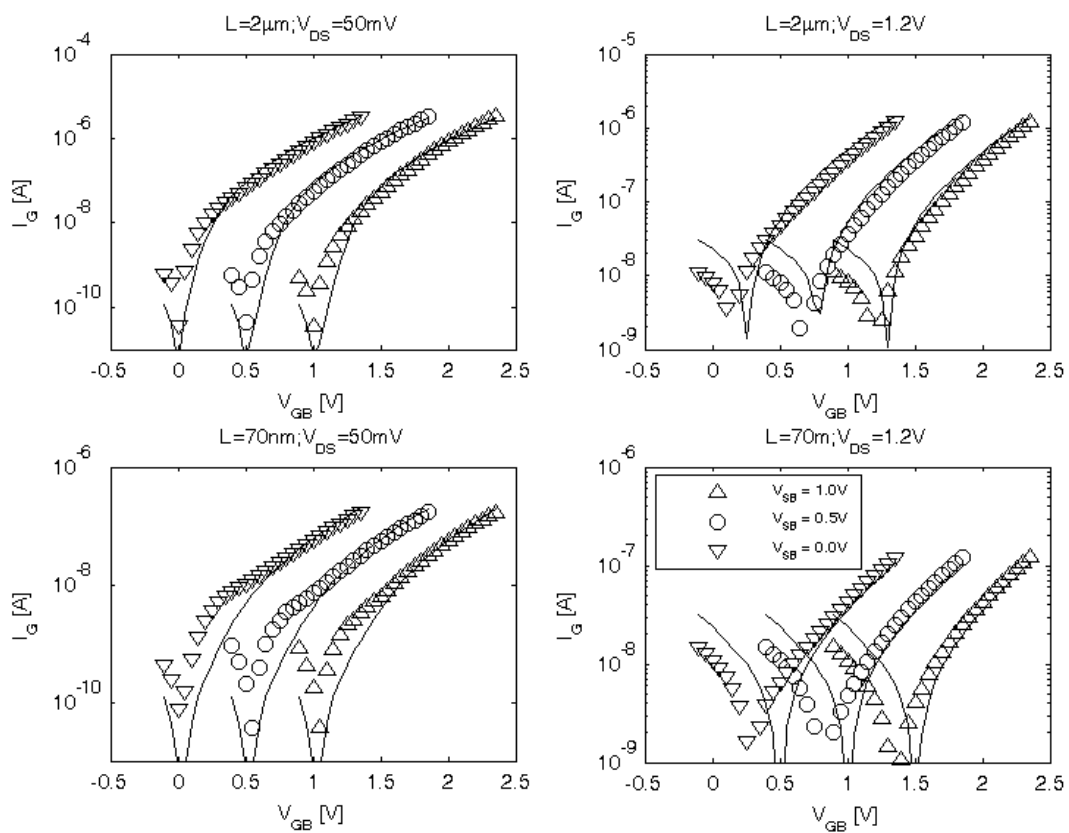 L=2μm;V_DS=50mV
10^-4
10^-6
10^-8
10^-10
I_G [A]
-0.5 0 0.5 1 1.5 2 2.5
V_GB [V]
L=2μm;V_DS=1.2V
10^-5
10^-6
10^-7
10^-8
10^-9
I_G [A]
-0.5 0 0.5 1 1.5 2 2.5
V_GB [V]
L=70nm;V_DS=50mV
10^-6
10^-8
10^-10
I_G [A]
-0.5 0 0.5 1 1.5 2 2.5
V_GB [V]
L=70m;V_DS=1.2V
10^-6
10^-7
10^-8
10^-9
I_G [A]
V_SB = 1.0V
V_SB = 0.5V
V_SB = 0.0V
-0.5 0 0.5 1 1.5 2 2.5
V_GB [V]